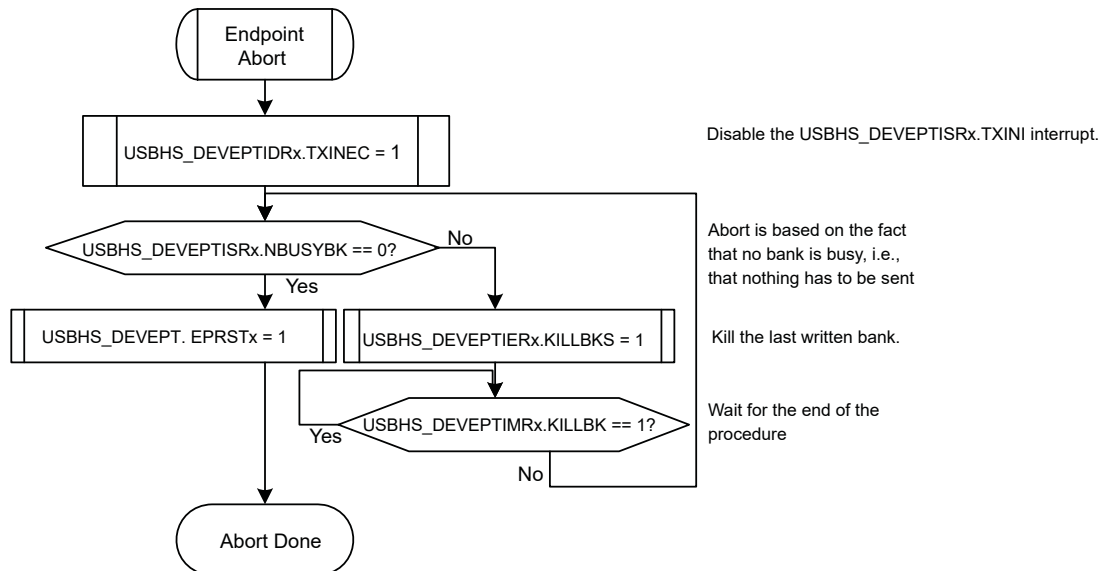 Endpoint
Abort
USBHS_DEVEPTIDRx.TXINEC = 1
Disable the USBHS_DEVEPTISRx.TXINI interrupt.
USBHS_DEVEPTISRx.NBUSYBK == 0?
No
Abort is based on the fact
that no bank is busy, i.e.,
that nothing has to be sent
Yes
USBHS_DEVEPT. EPRSTx = 1
USBHS_DEVEPTIERx.KILLBKS = 1
Kill the last written bank.
USBHS_DEVEPTIMRx.KILLBK == 1?
Wait for the end of the
procedure
Yes
No
Abort Done